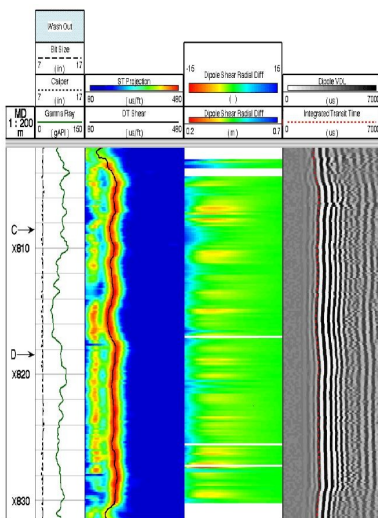 Wash Out
Bit Size
7 (in) 17
Caliper
7 (in) 17
MD
1 : 200
m
Gamma Ray
0 (gAPI) 150
ST Projection
80 (us/ft) 480
DT Shear
80 (us/ft) 480
-15 15
Dipole Shear Radial Diff
( )
Dipole Shear Radial Diff
0.2 (m) 0.7
Dipole VDL
0 (us) 7000
Integrated Transit Time
0 (us) 7000
C
X810
D
X820
X830